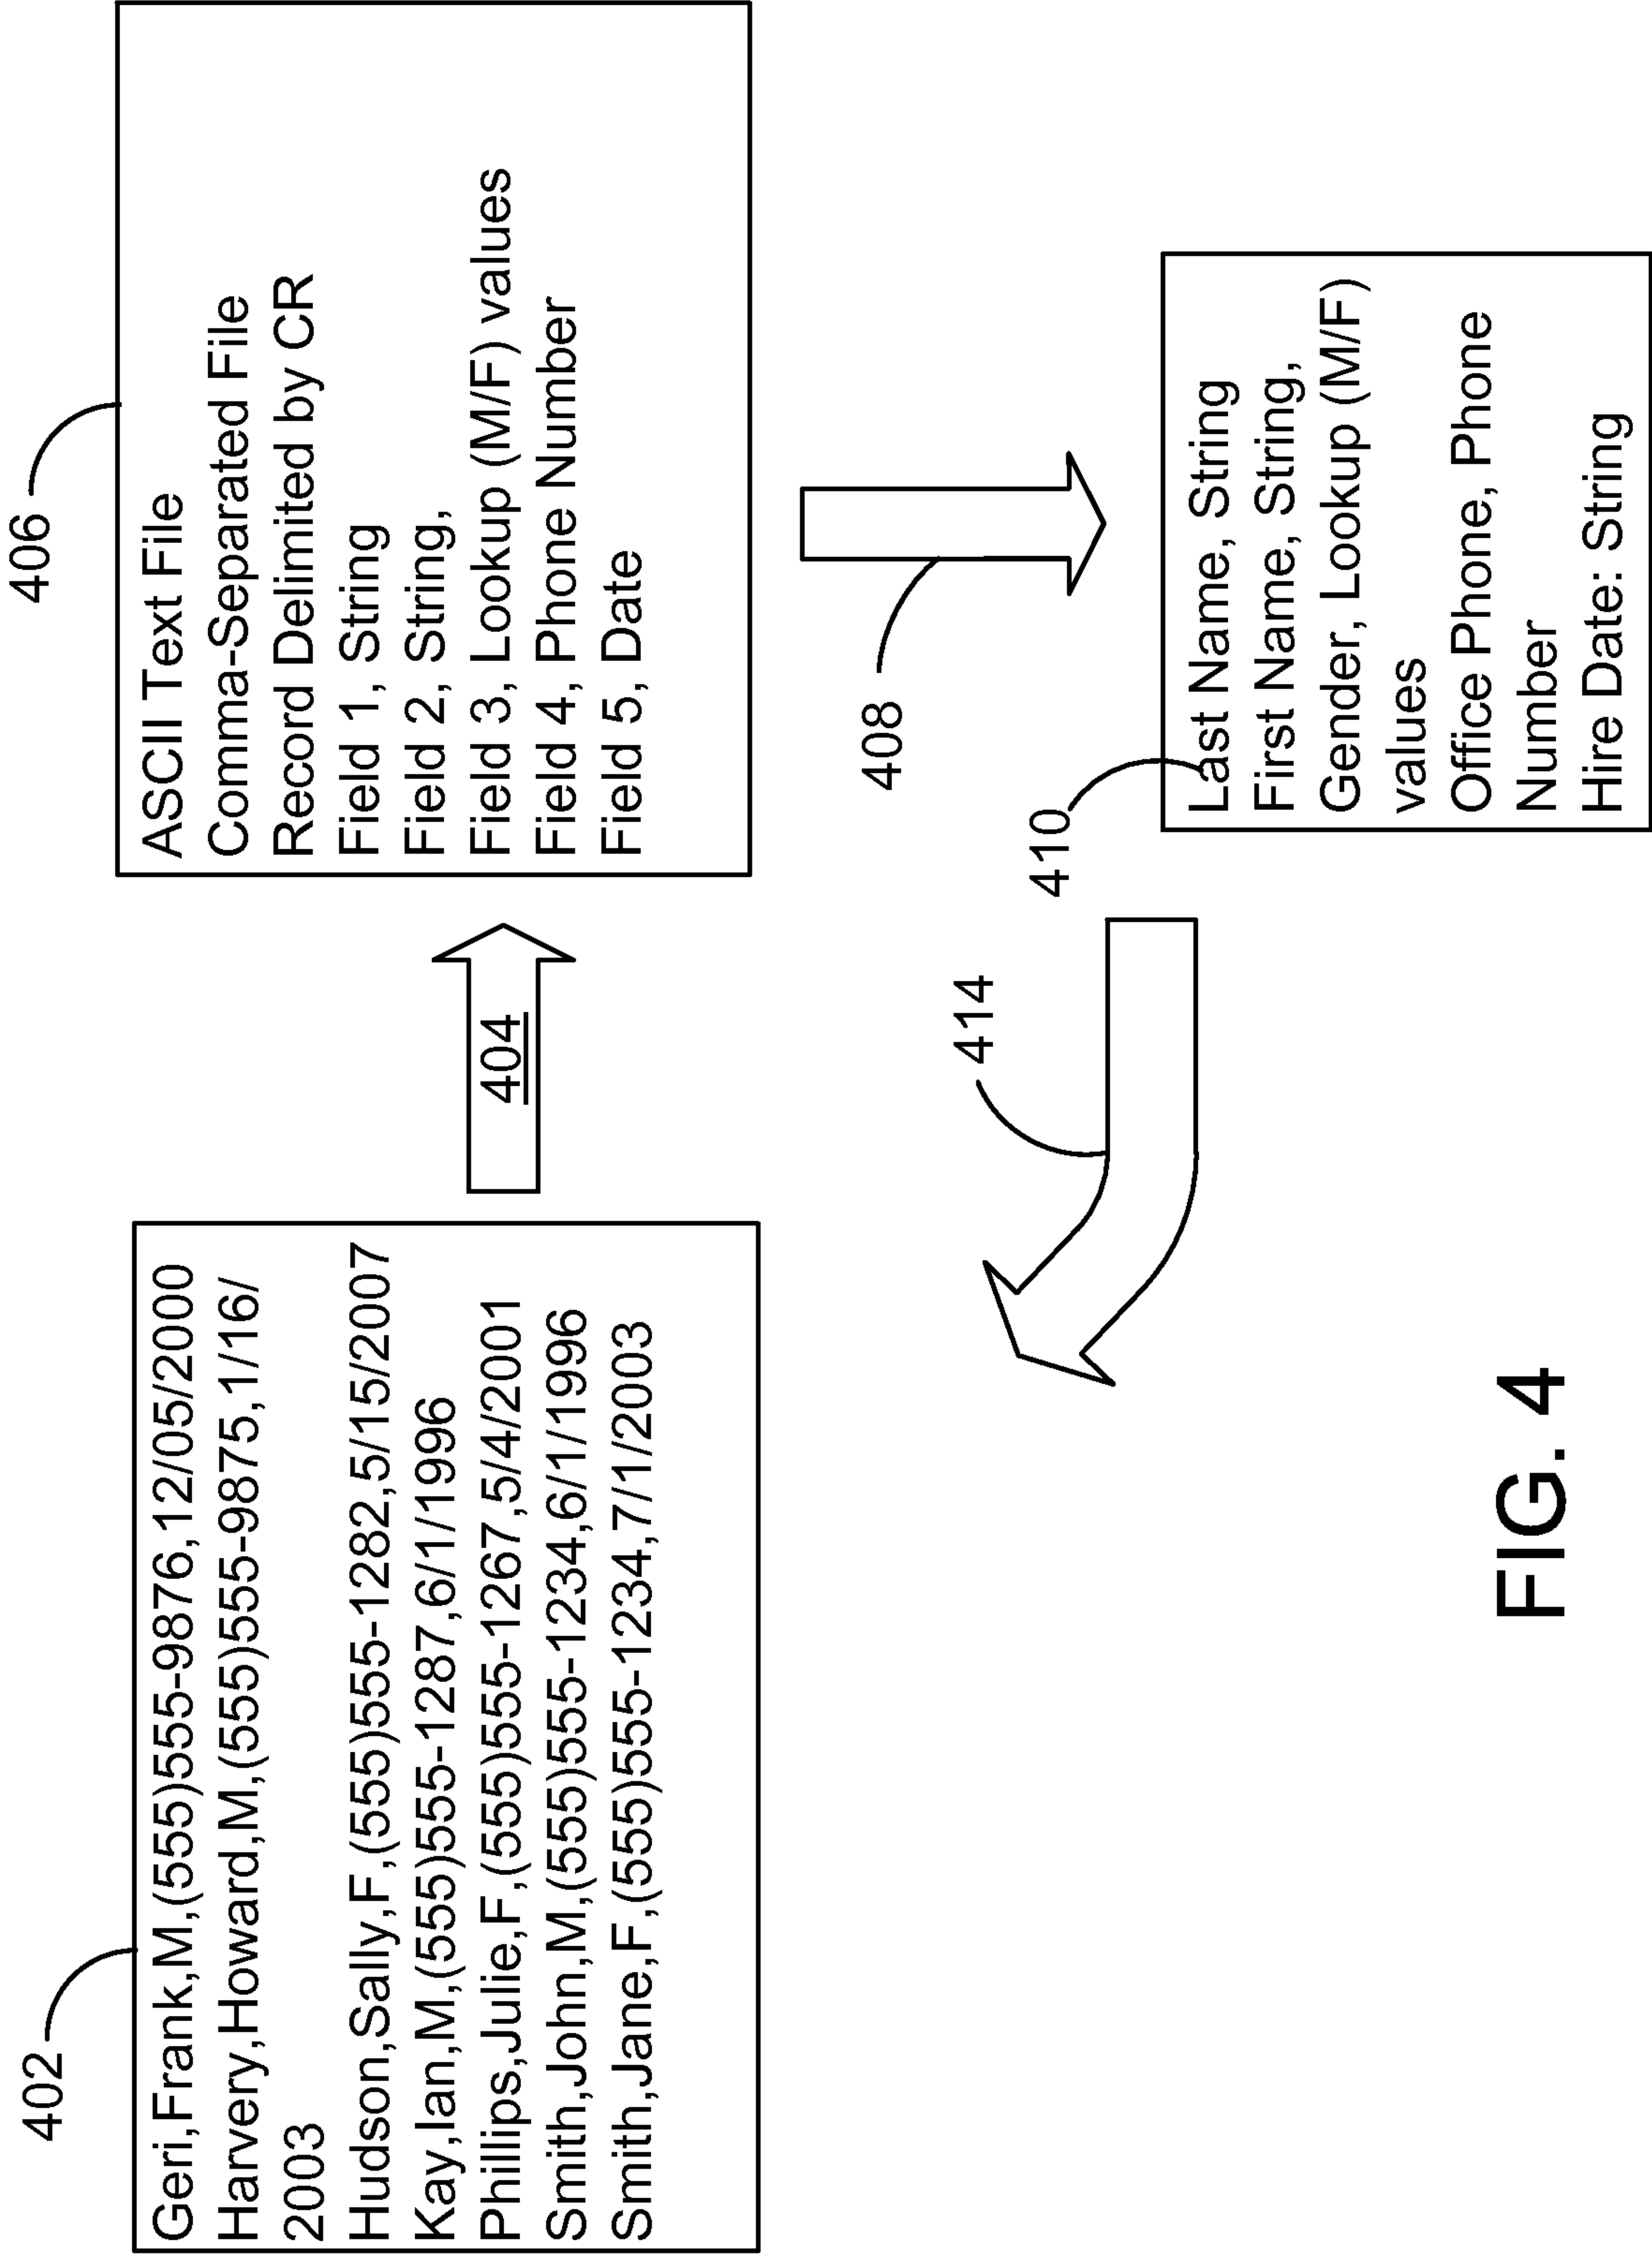 402
Geri,Frank,M,(555)555-9876,12/05/2000
Harvery,Howard,M,(555)555-9875,1/16/
2003
Hudson,Sally,F,(555)555-1282,5/15/2007
Kay,Ian,M,(555)555-1287,6/1/1996
Phillips,Julie,F,(555)555-1267,5/4/2001
Smith,John,M,(555)555-1234,6/1/1996
Smith,Jane,F,(555)555-1234,7/1/2003
404
406
ASCII Text File
Comma-Separated File
Record Delimited by CR
Field 1, String
Field 2, String,
Field 3, Lookup (M/F) values
Field 4, Phone Number
Field 5, Date
408
410
Last Name, String
First Name, String,
Gender, Lookup (M/F)
values
Office Phone, Phone
Number
Hire Date: String
414
FIG. 4